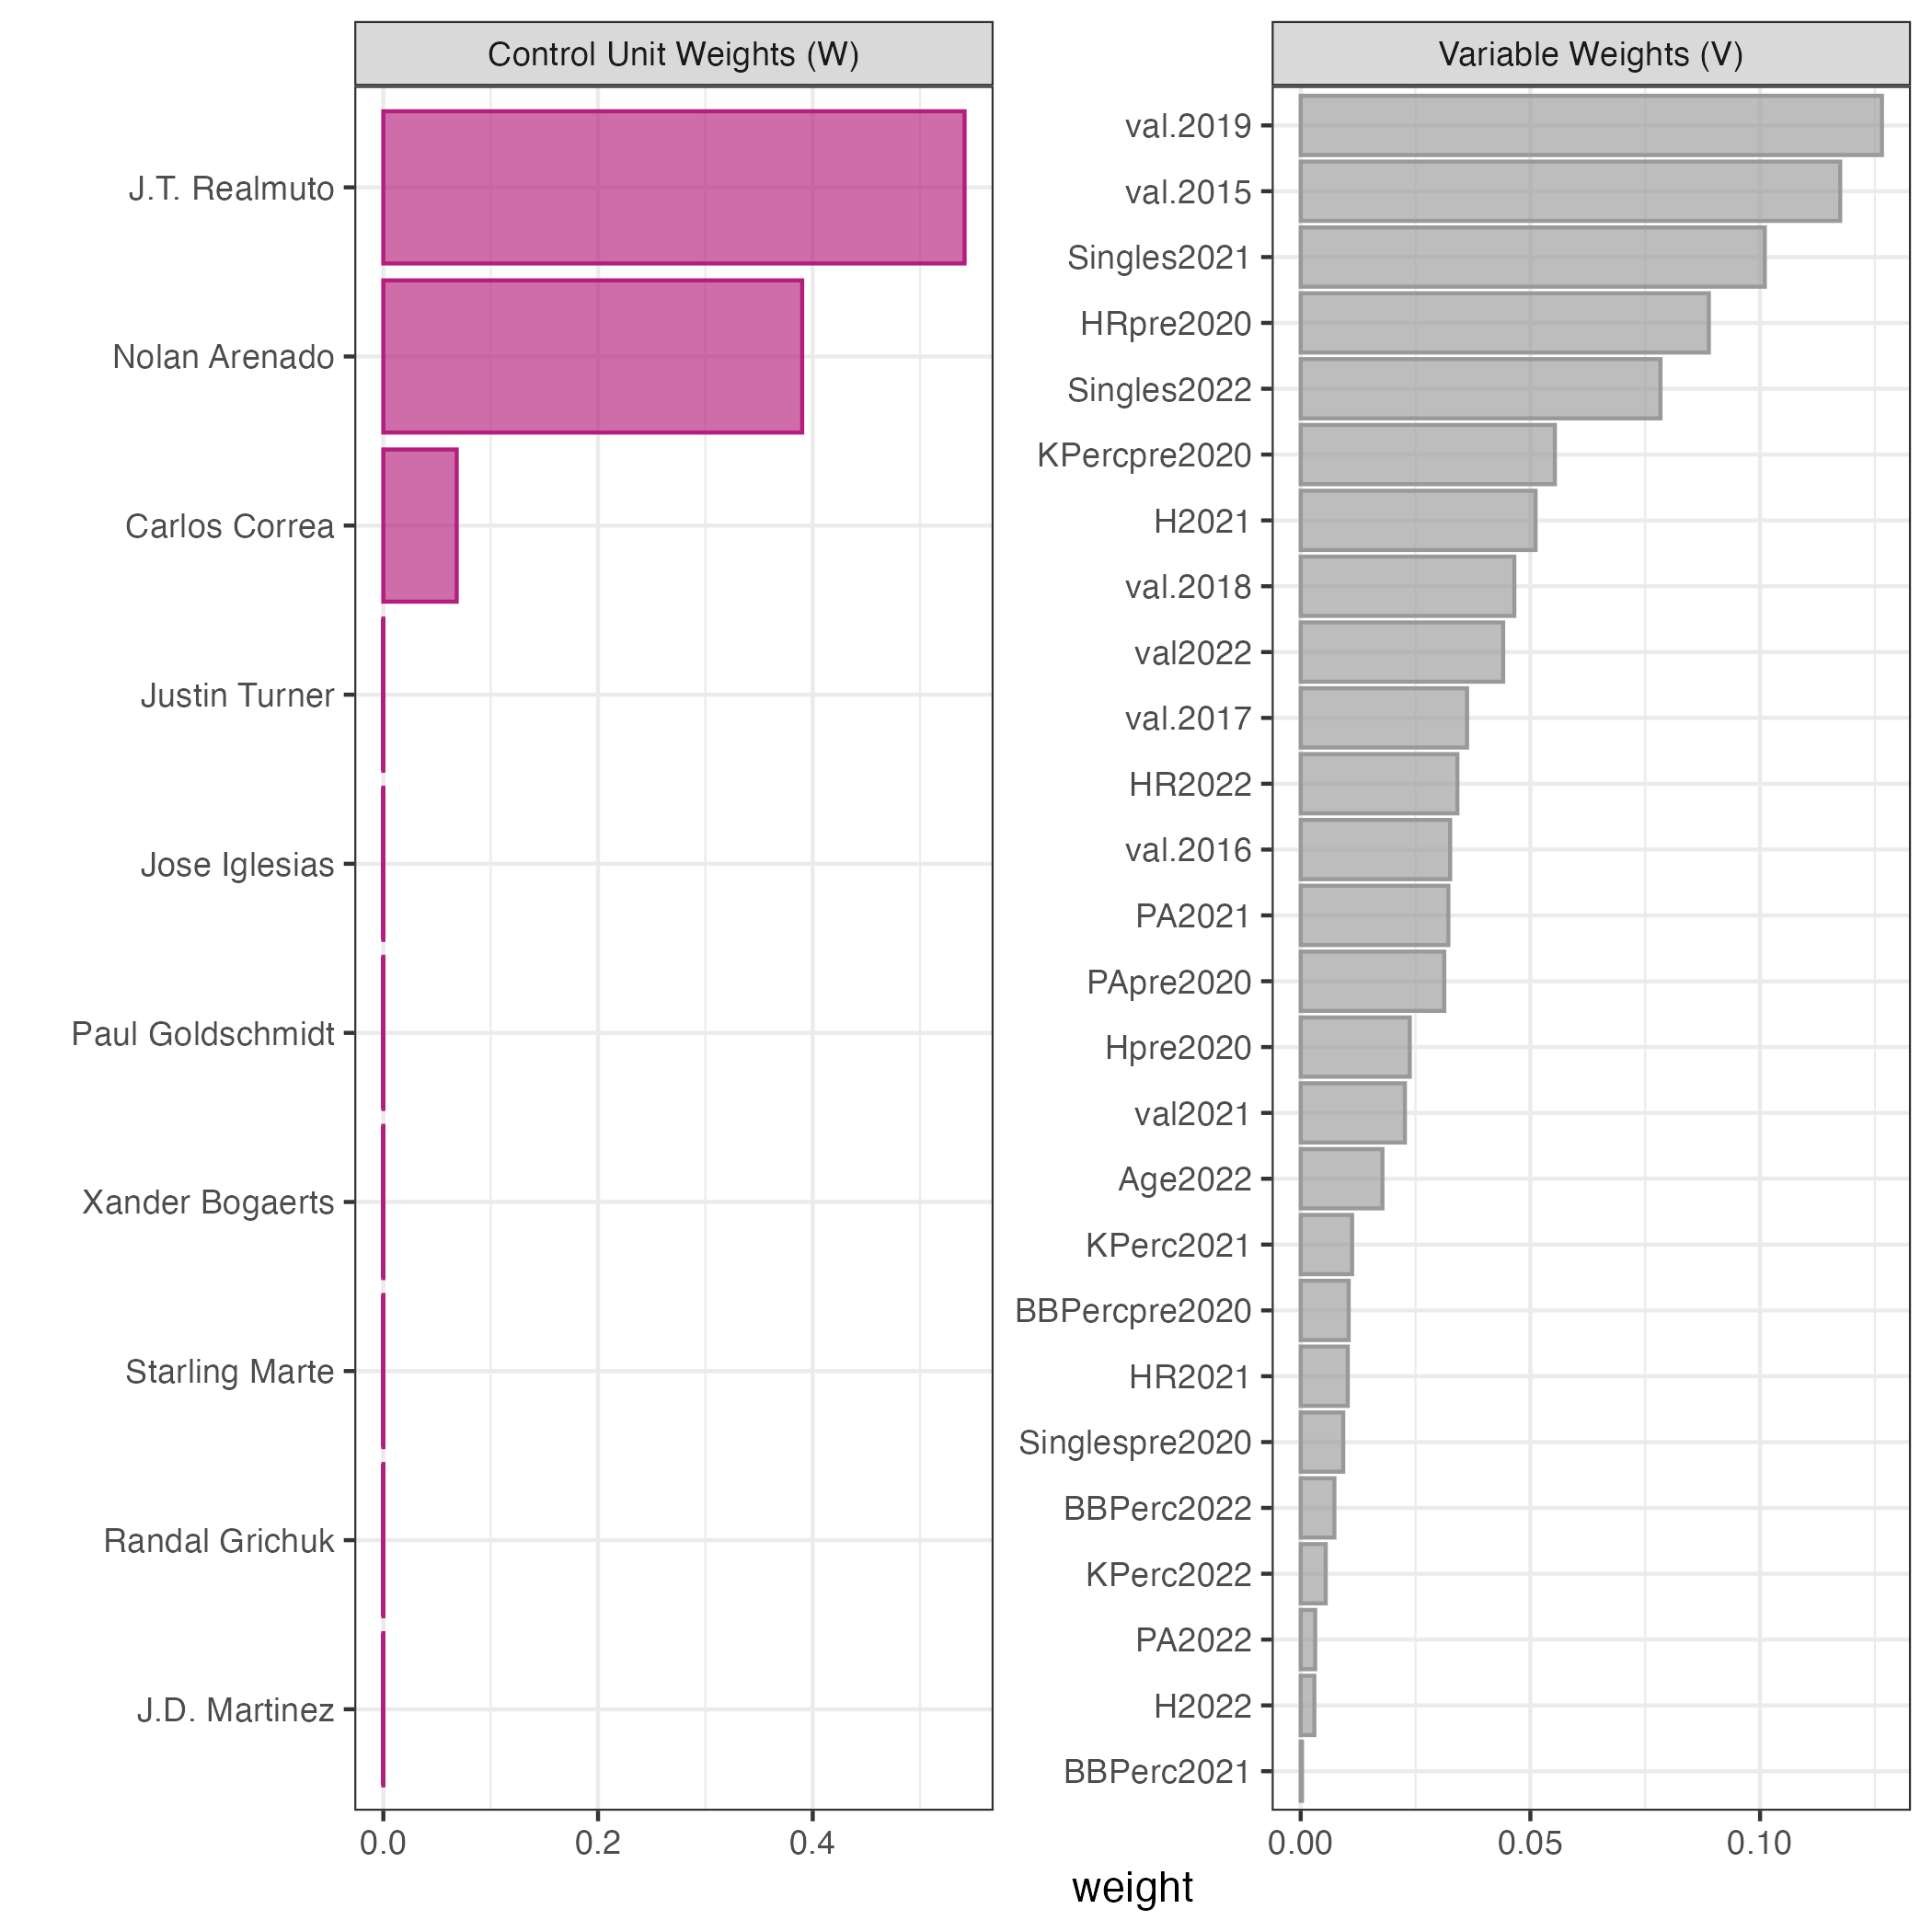 Control Unit Weights (W)
J.T. Realmuto
Nolan Arenado
Carlos Correa
Justin Turner
Jose Iglesias
Paul Goldschmidt
Xander Bogaerts
Starling Marte
Randal Grichuk
J.D. Martinez
0.0 0.2 0.4
Variable Weights (V)
val.2019
val.2015
Singles2021
HRpre2020
Singles2022
KPercpre2020
H2021
val.2018
val2022
val.2017
HR2022
val.2016
PA2021
PApre2020
Hpre2020
val2021
Age2022
KPerc2021
BBPercpre2020
HR2021
Singlespre2020
BBPerc2022
KPerc2022
PA2022
H2022
BBPerc2021
0.00 0.05 0.10
weight